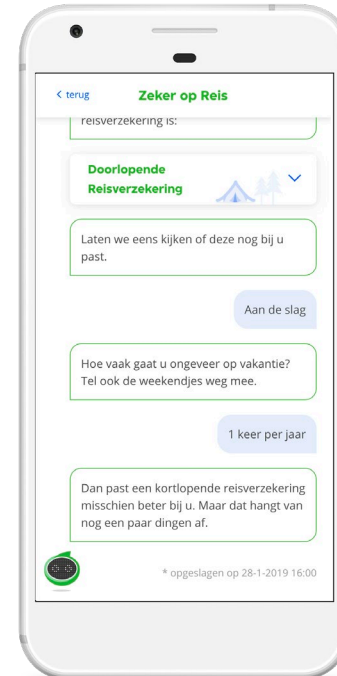 terug
Zeker op Reis
reisverzekering is:
Doorlopende
Reisverzekering
Laten we eens kijken of deze nog bij u
past.
Aan de slag
Hoe vaak gaat u ongeveer op vakantie?
Tel ook de weekendjes weg mee.
1 keer per jaar
Dan past een kortlopende reisverzekering
misschien beter bij u. Maar dat hangt van
nog een paar dingen af.
* opgeslagen op 28-1-2019 16:00